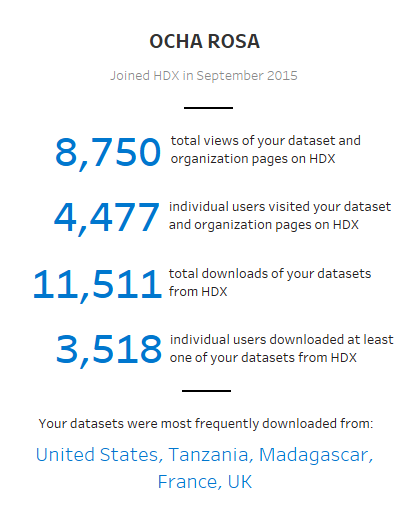 OCHA ROSA
Joined HDX in September 2015
8,750 total views of your dataset and
organization pages on HDX
4,477 individual users visited your dataset
and organization pages on HDX
11,511 total downloads of your datasets
from HDX
3,518 individual users downloaded at least
one of your datasets from HDX
Your datasets were most frequently downloaded from:
United States, Tanzania, Madagascar,
France, UK